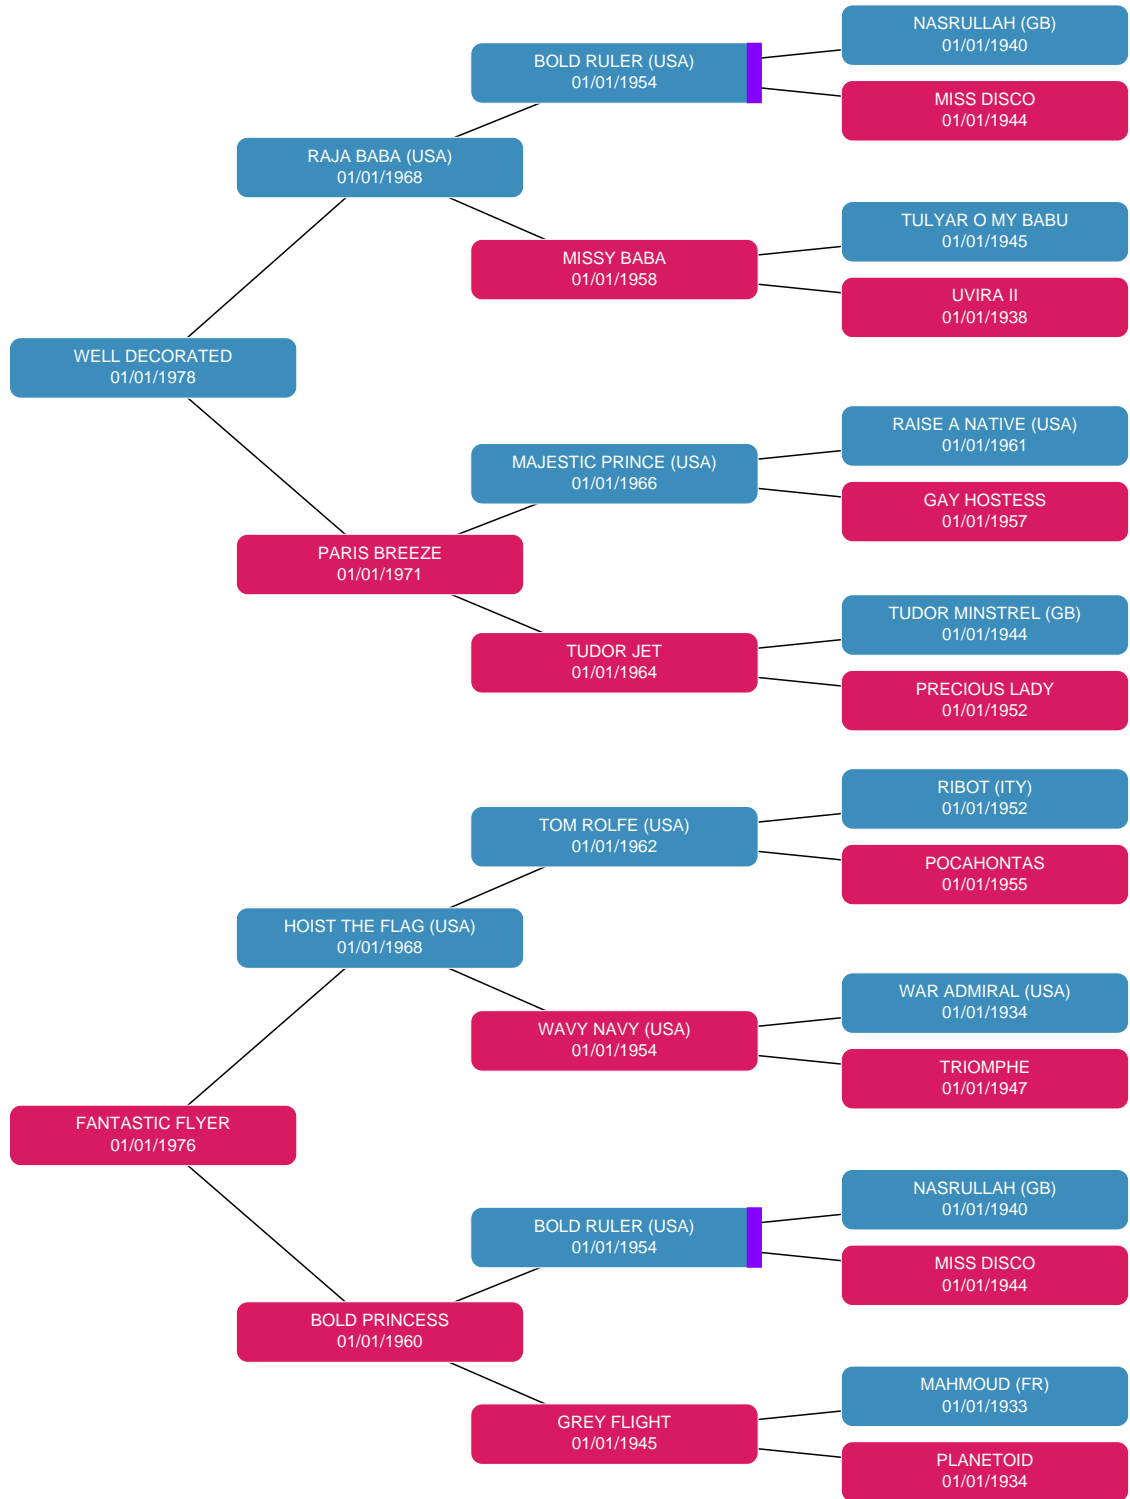 NASRULLAH (GB)
01/01/1940
BOLD RULER (USA)
01/01/1954
MISS DISCO
01/01/1944
RAJA BABA (USA)
01/01/1968
TULYAR O MY BABU
01/01/1945
MISSY BABA
01/01/1958
UVIRA II
01/01/1938
WELL DECORATED
01/01/1978
RAISE A NATIVE (USA)
01/01/1961
MAJESTIC PRINCE (USA)
01/01/1966
GAY HOSTESS
01/01/1957
PARIS BREEZE
01/01/1971
TUDOR MINSTREL (GB)
01/01/1944
TUDOR JET
01/01/1964
PRECIOUS LADY
01/01/1952
RIBOT (ITY)
01/01/1952
TOM ROLFE (USA)
01/01/1962
POCAHONTAS
01/01/1955
HOIST THE FLAG (USA)
01/01/1968
WAR ADMIRAL (USA)
01/01/1934
WAVY NAVY (USA)
01/01/1954
TRIOMPHE
01/01/1947
FANTASTIC FLYER
01/01/1976
NASRULLAH (GB)
01/01/1940
BOLD RULER (USA)
01/01/1954
MISS DISCO
01/01/1944
BOLD PRINCESS
01/01/1960
MAHMOUD (FR)
01/01/1933
GREY FLIGHT
01/01/1945
PLANETOID
01/01/1934